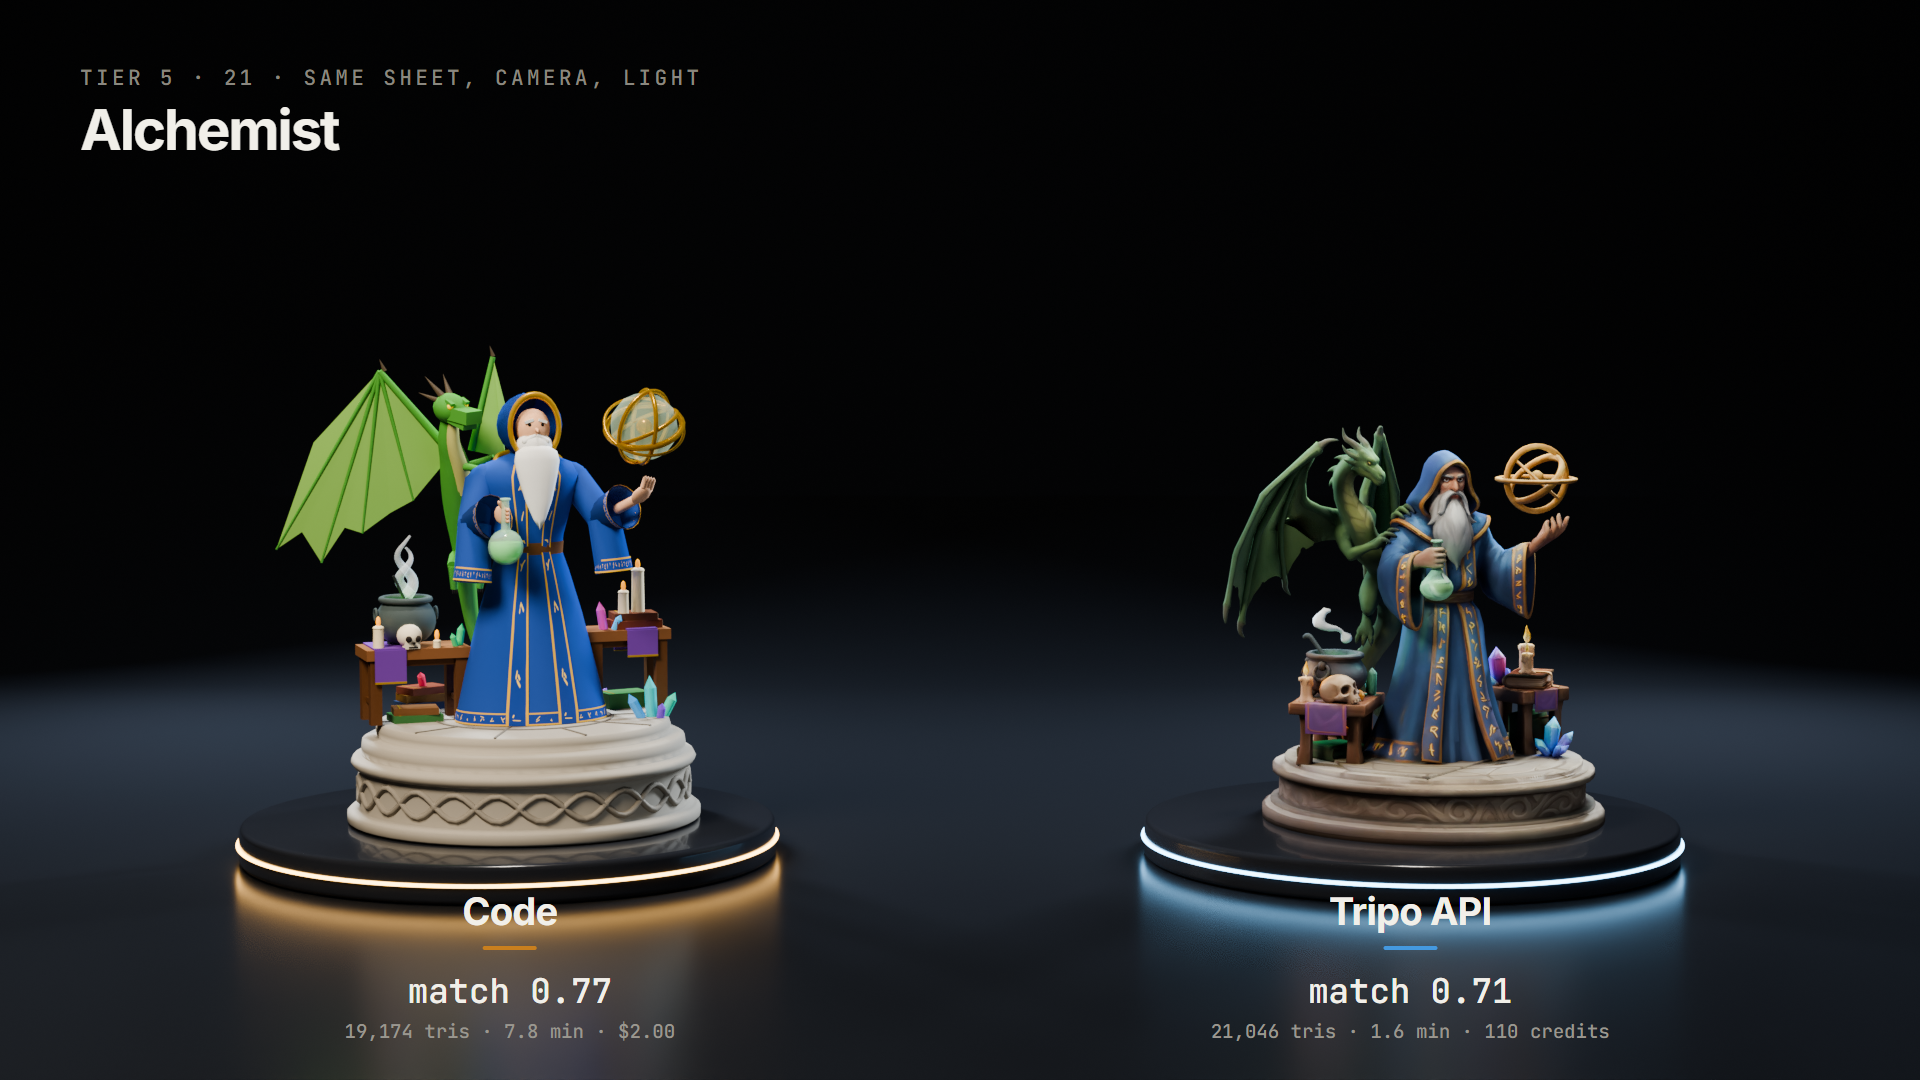 TIER 5 · 21 · SAME SHEET, CAMERA, LIGHT
Alchemist
Code
match 0.77
19,174 tris · 7.8 min · $2.00
Tripo API
match 0.71
21,046 tris · 1.6 min · 110 credits